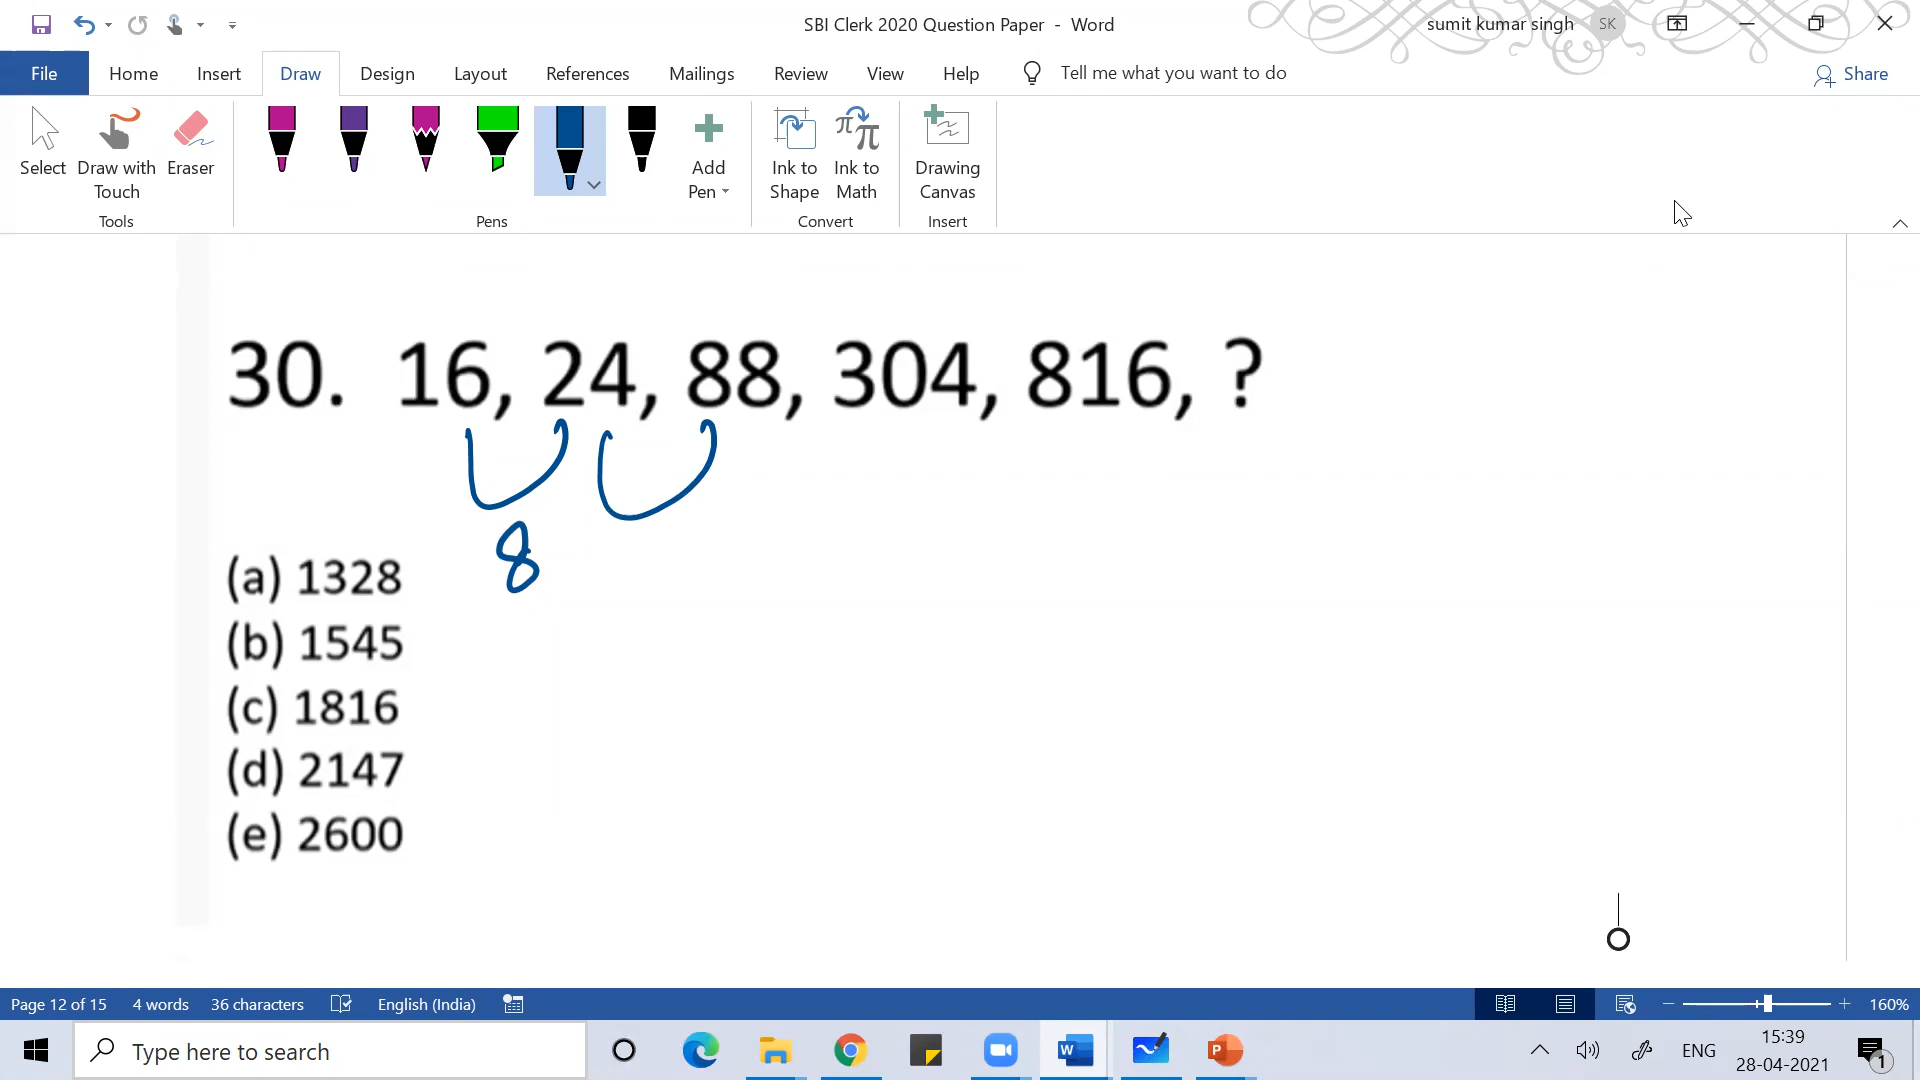 SBI Clerk 2020 Question Paper - Word
sumit kumar singh SK
File Home Insert Draw Design Layout References Mailings Review View Help Tell me what you want to do Share
Select Draw with Touch Eraser Add Pen Ink to Shape Ink to Math Drawing Canvas
Tools Pens Convert Insert
30. 16, 24, 88, 304, 816, ?
8
(a) 1328
(b) 1545
(c) 1816
(d) 2147
(e) 2600
Page 12 of 15 4 words 36 characters English (India) 160%
Type here to search
ENG
15:39
28-04-2021
1